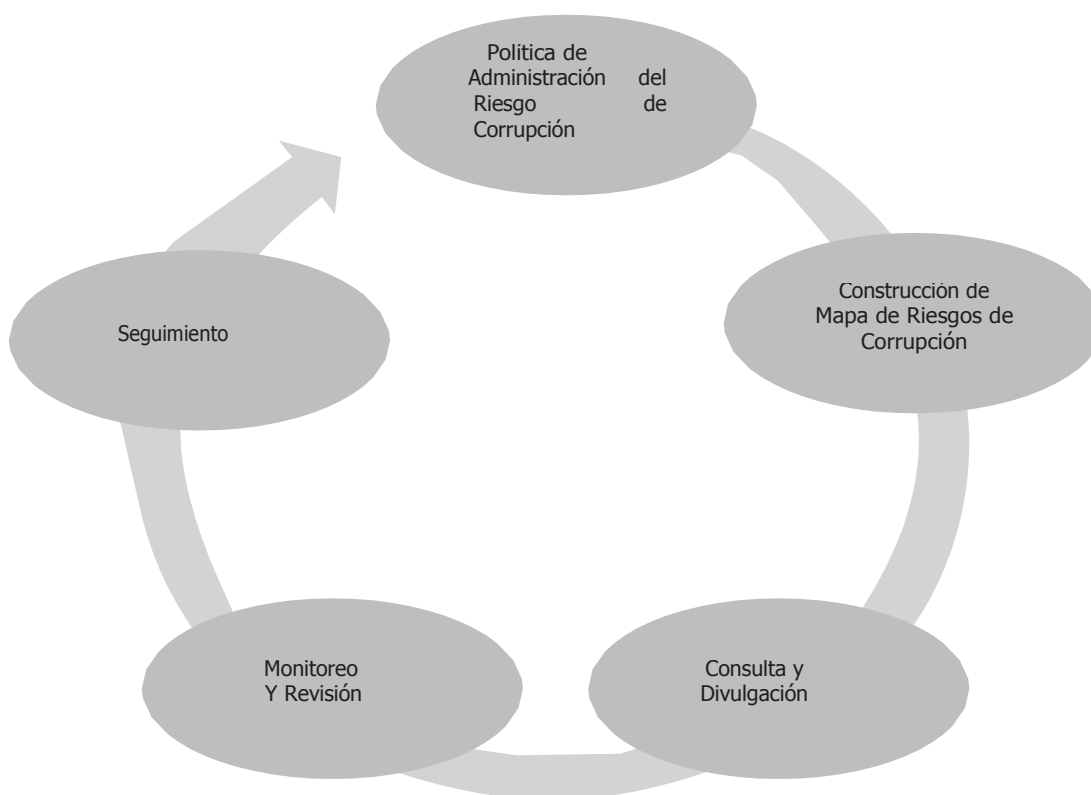 Política de
Administración del
Riesgo de
Corrupción
Construcción de
Mapa de Riesgos de
Corrupción
Consulta y
Divulgación
Monitoreo
Y Revisión
Seguimiento